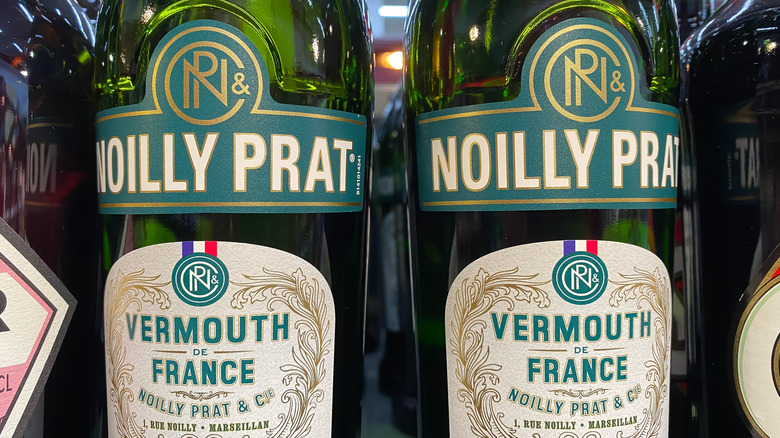 NP&
NOILLY PRAT®
NP&
VERMOUTH
DE
FRANCE
NOILLY PRAT & Cie
1, RUE NOILLY • MARSEILLAN
NP&
NOILLY PRAT
NP&
VERMOUTH
DE
FRANCE
NOILLY PRAT & Cie
1, RUE NOILLY • MARSEILLAN
CL